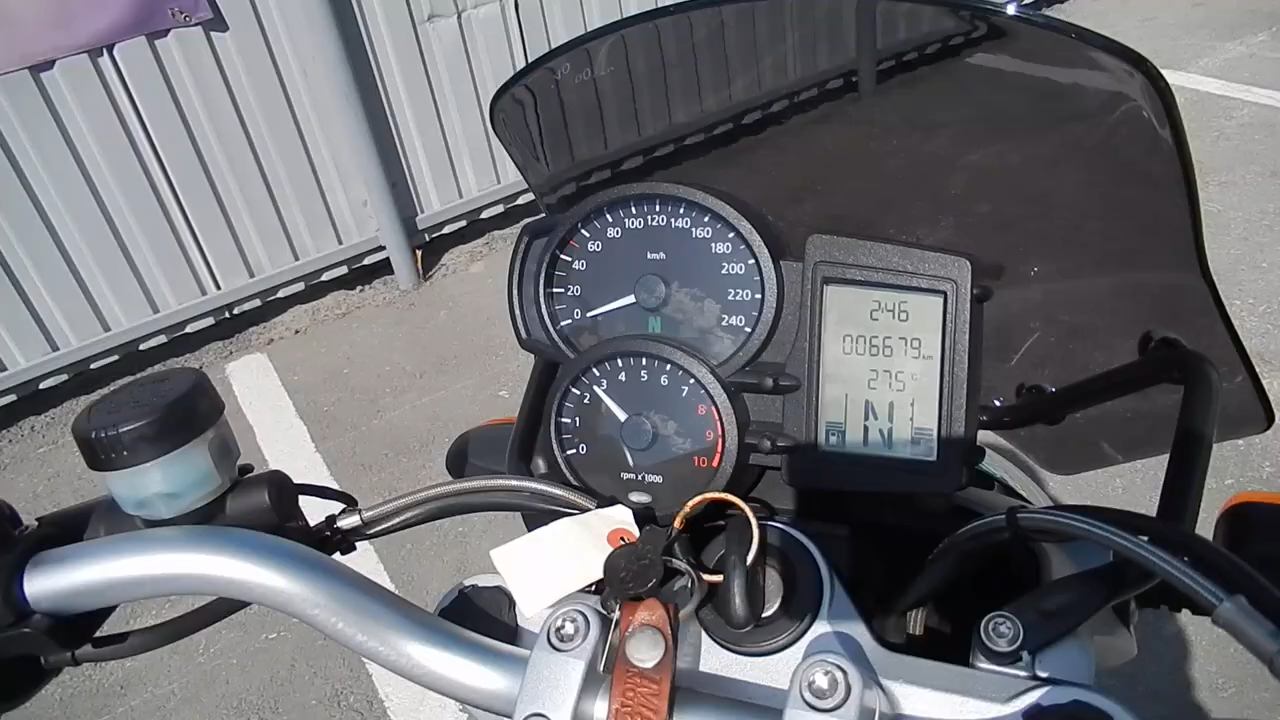 0 20 40 60 80 100 120 140 160 180 200 220 240
km/h
N
0 1 2 3 4 5 6 7 8 9 10
rpm x 1000
2:46
006679 km
27.5 °C
N